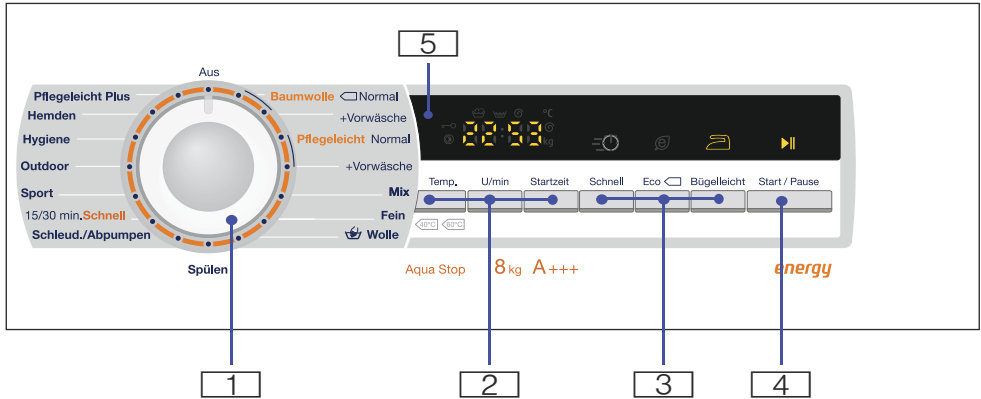 5
Aus
Pflegeleicht Plus
Hemden
Hygiene
Outdoor
Sport
15/30 min.Schnell
Schleud./Abpumpen
Spülen
Baumwolle Normal
+Vorwäsche
Pflegeleicht Normal
+Vorwäsche
Mix
Fein
Wolle
°C
kg
Temp. U/min Startzeit Schnell Eco Bügelleicht Start / Pause
40°C 60°C
Aqua Stop 8 kg A+++ energy
1 2 3 4